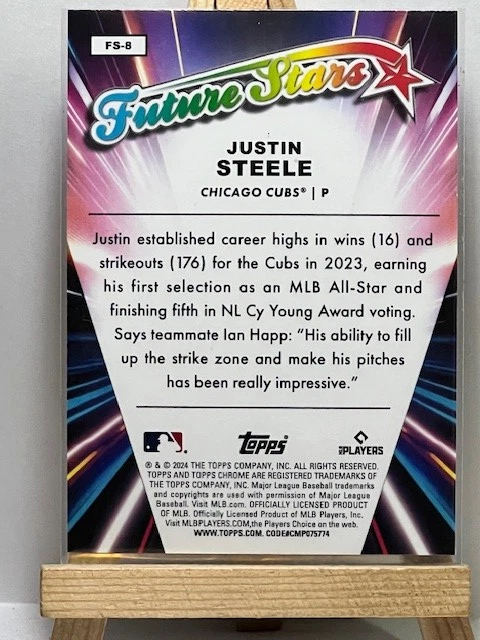 FS-8
Future Stars
JUSTIN
STEELE
CHICAGO CUBS® | P
Justin established career highs in wins (16) and
strikeouts (176) for the Cubs in 2023, earning
his first selection as an MLB All-Star and
finishing fifth in NL Cy Young Award voting.
Says teammate Ian Happ: “His ability to fill
up the strike zone and make his pitches
has been really impressive.”
topps
MLB PLAYERS
® & © 2024 THE TOPPS COMPANY, INC. ALL RIGHTS RESERVED.
TOPPS AND TOPPS CHROME ARE REGISTERED TRADEMARKS OF
THE TOPPS COMPANY, INC. Major League Baseball trademarks
and copyrights are used with permission of Major League
Baseball. Visit MLB.com. OFFICIALLY LICENSED PRODUCT
OF MLB. Officially Licensed Product of MLB Players, Inc.
Visit MLBPLAYERS.COM, the Players Choice on the web.
WWW.TOPPS.COM. CODE#CMP075774